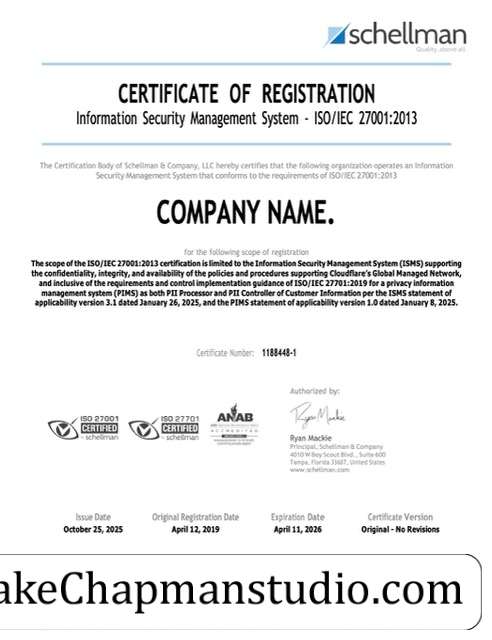 schellman
Quality above all.
CERTIFICATE OF REGISTRATION
Information Security Management System - ISO/IEC 27001:2013
The Certification Body of Schellman & Company, LLC hereby certifies that the following organization operates an Information
Security Management System that conforms to the requirements of ISO/IEC 27001:2013
COMPANY NAME.
for the following scope of registration
The scope of the ISO/IEC 27001:2013 certification is limited to the Information Security Management System (ISMS) supporting
the confidentiality, integrity, and availability of the policies and procedures supporting Cloudflare's Global Managed Network,
and inclusive of the requirements and control implementation guidance of ISO/IEC 27701:2019 for a privacy information
management system (PIMS) as both PII Processor and PII Controller of Customer Information per the ISMS statement of
applicability version 3.1 dated January 26, 2025, and the PIMS statement of applicability version 1.0 dated January 8, 2025.
Certificate Number: 1188448-1
ISO 27001
CERTIFIED
schellman
ISO 27701
CERTIFIED
schellman
ANAB
ACCREDITED
Authorized by:
Ryan Mackie
Ryan Mackie
Principal, Schellman & Company
4010 W Boy Scout Blvd., Suite 600
Tampa, Florida 33607, United States
www.schellman.com
Issue Date
October 25, 2025
Original Registration Date
April 12, 2019
Expiration Date
April 11, 2026
Certificate Version
Original - No Revisions
akeChapmanstudio.com